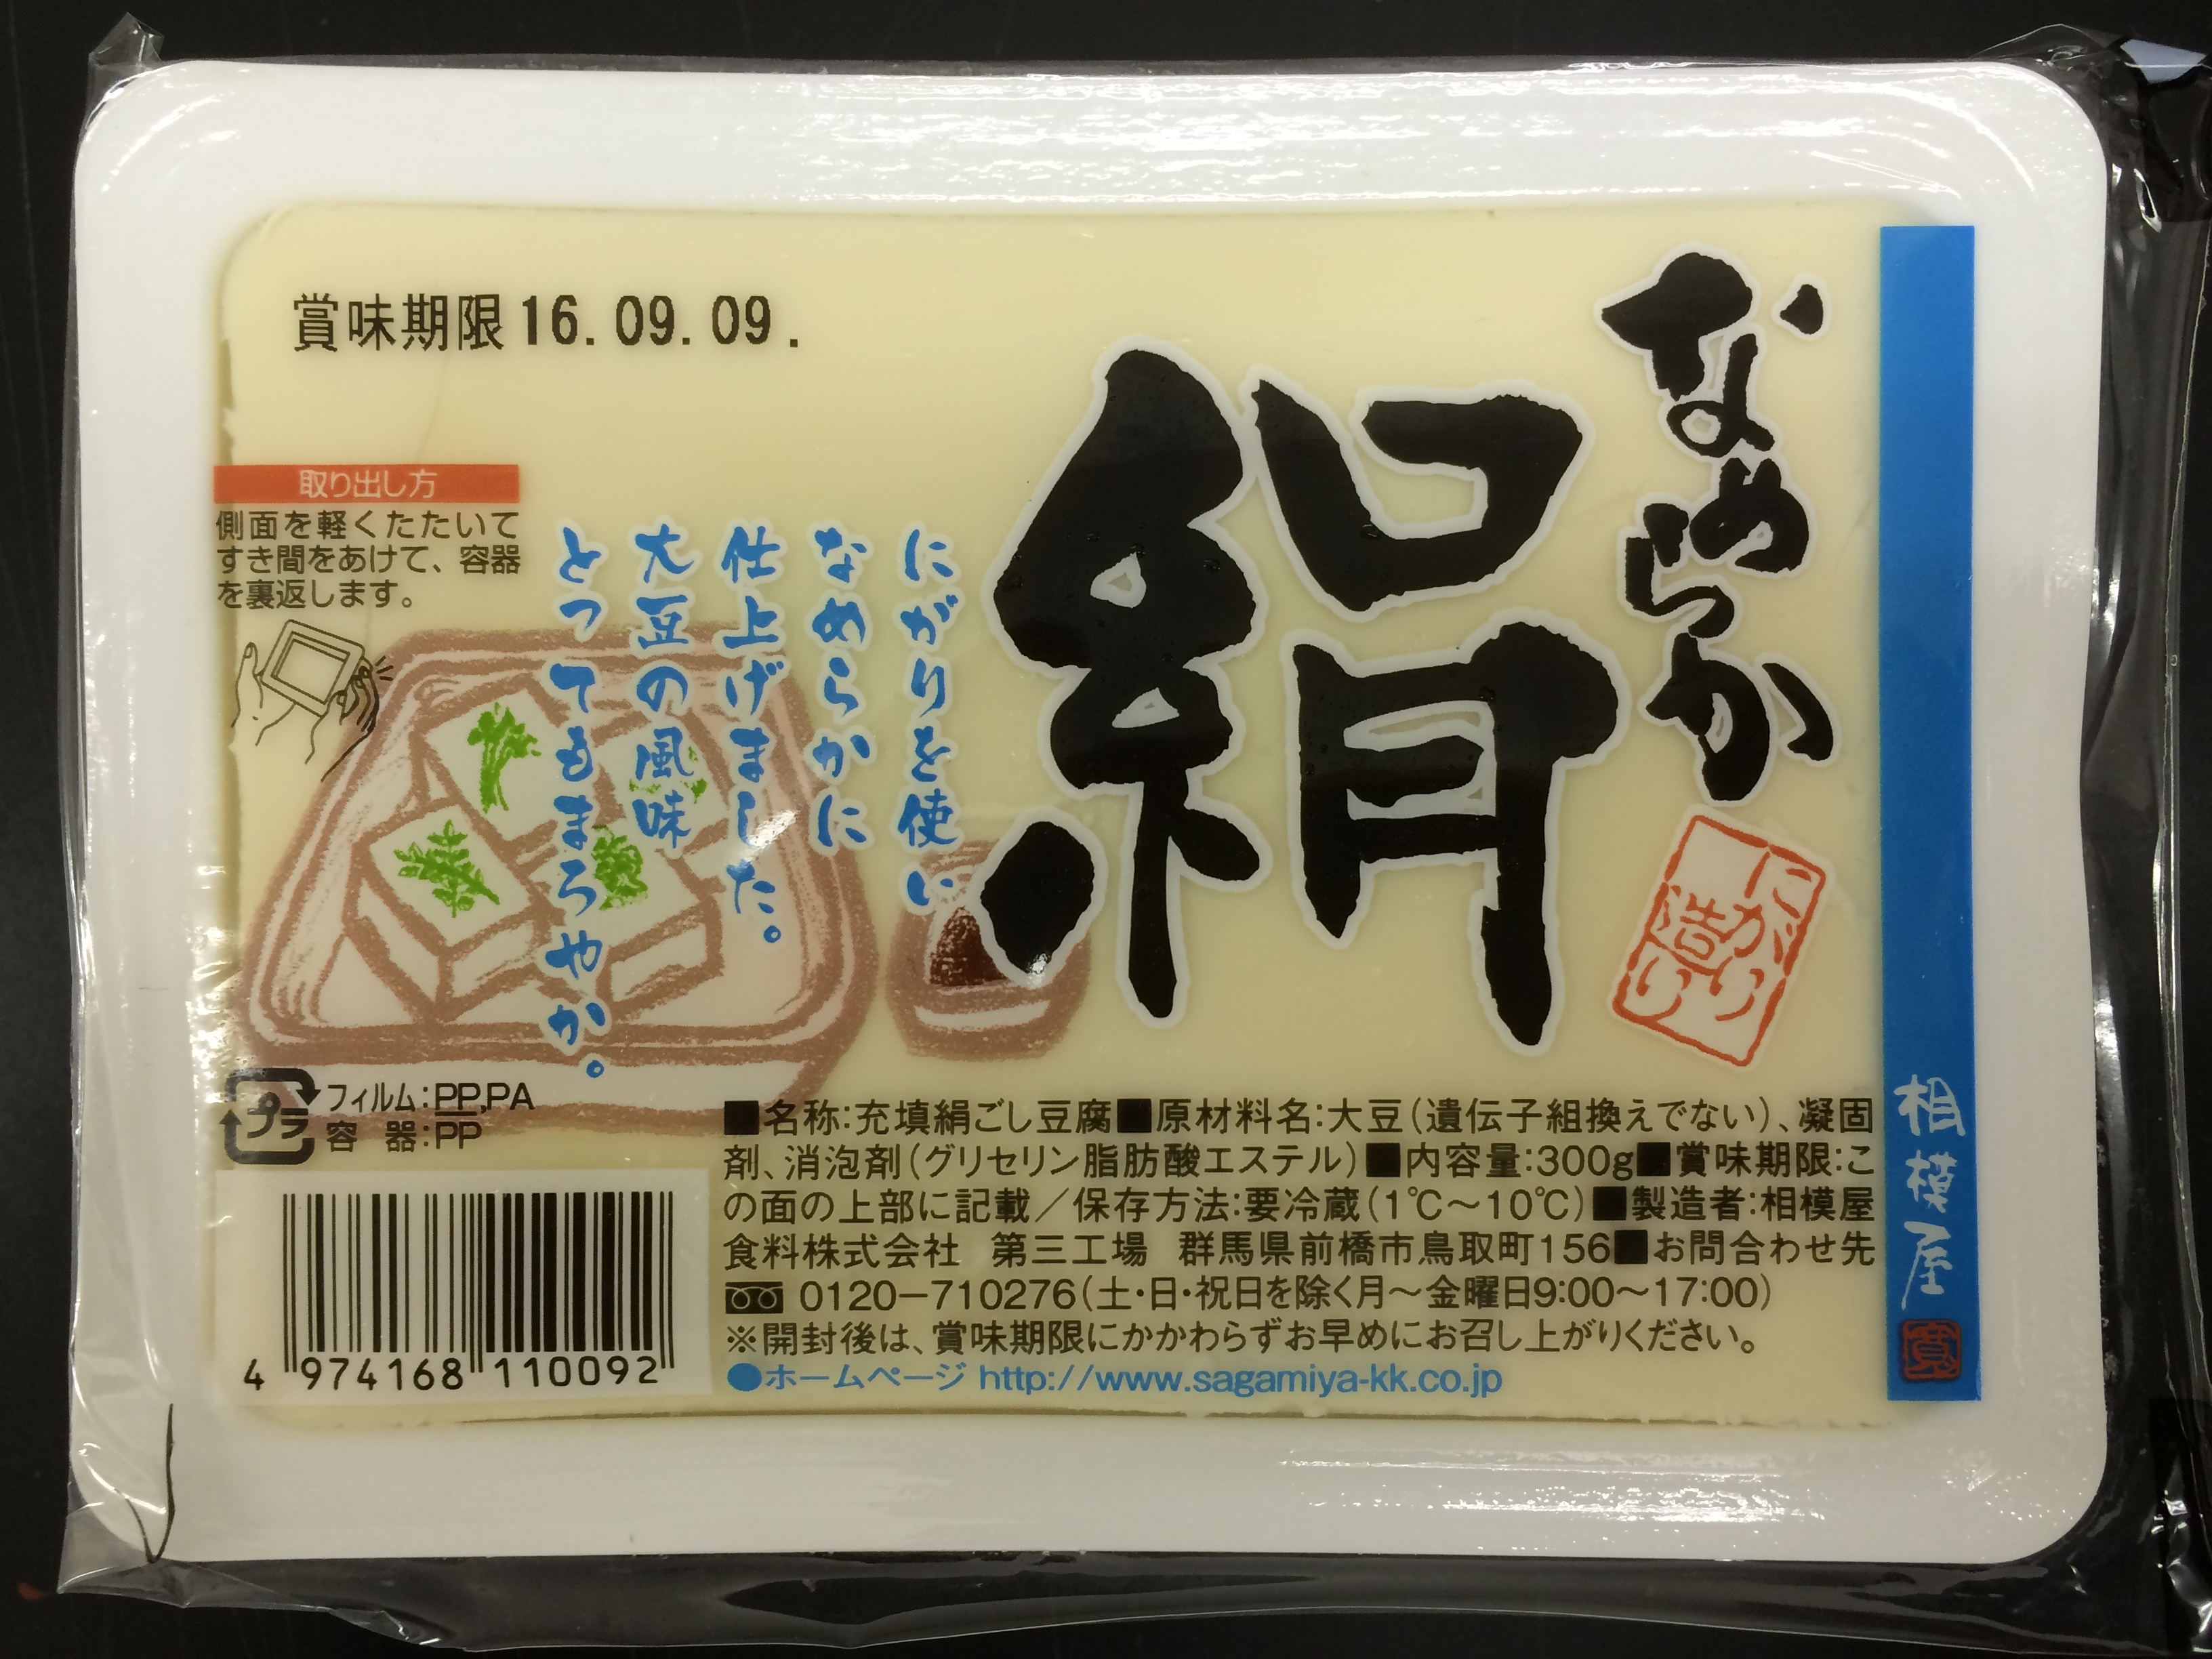 賞味期限16.09.09.
なめらか
絹
にがり
造り
にがりを使い
なめらかに
仕上げました。
大豆の風味
とってもまろやか。
取り出し方
側面を軽くたたいて
すき間をあけて、容器
を裏返します。
プラ
フィルム:PP,PA
容 器:PP
■名称:充填絹ごし豆腐■原材料名:大豆(遺伝子組換えでない)、凝固
剤、消泡剤(グリセリン脂肪酸エステル)■内容量:300g■賞味期限:こ
の面の上部に記載/保存方法:要冷蔵(1℃~10℃)■製造者:相模屋
食料株式会社 第三工場 群馬県前橋市鳥取町156■お問合わせ先
0120-710276(土・日・祝日を除く月~金曜日9:00~17:00)
※開封後は、賞味期限にかかわらずお早めにお召し上がりください。
●ホームページ http://www.sagamiya-kk.co.jp
4 974168 110092
相模屋